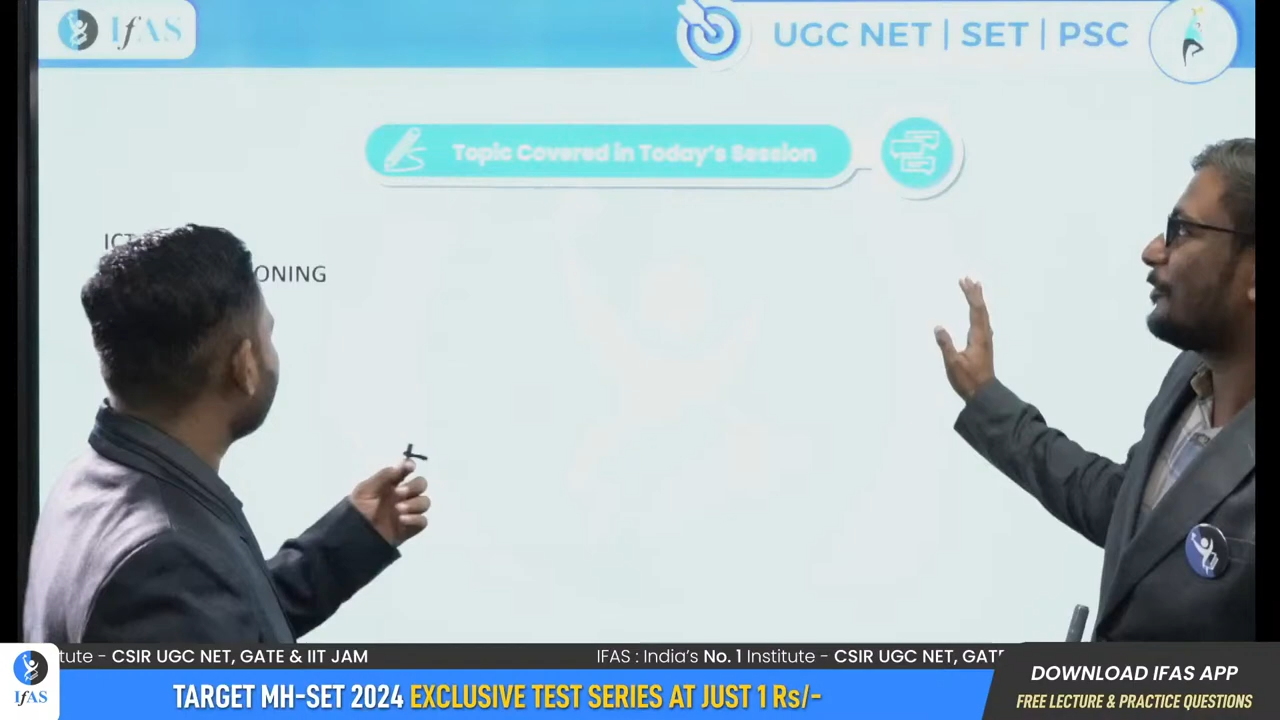 IfAS
UGC NET | SET | PSC
Topic Covered in Today's Session
ICT
ONING
tute - CSIR UGC NET, GATE & IIT JAM
IFAS : India's No. 1 Institute - CSIR UGC NET, GATE
DOWNLOAD IFAS APP
FREE LECTURE & PRACTICE QUESTIONS
IfAS
TARGET MH-SET 2024 EXCLUSIVE TEST SERIES AT JUST 1 Rs/-